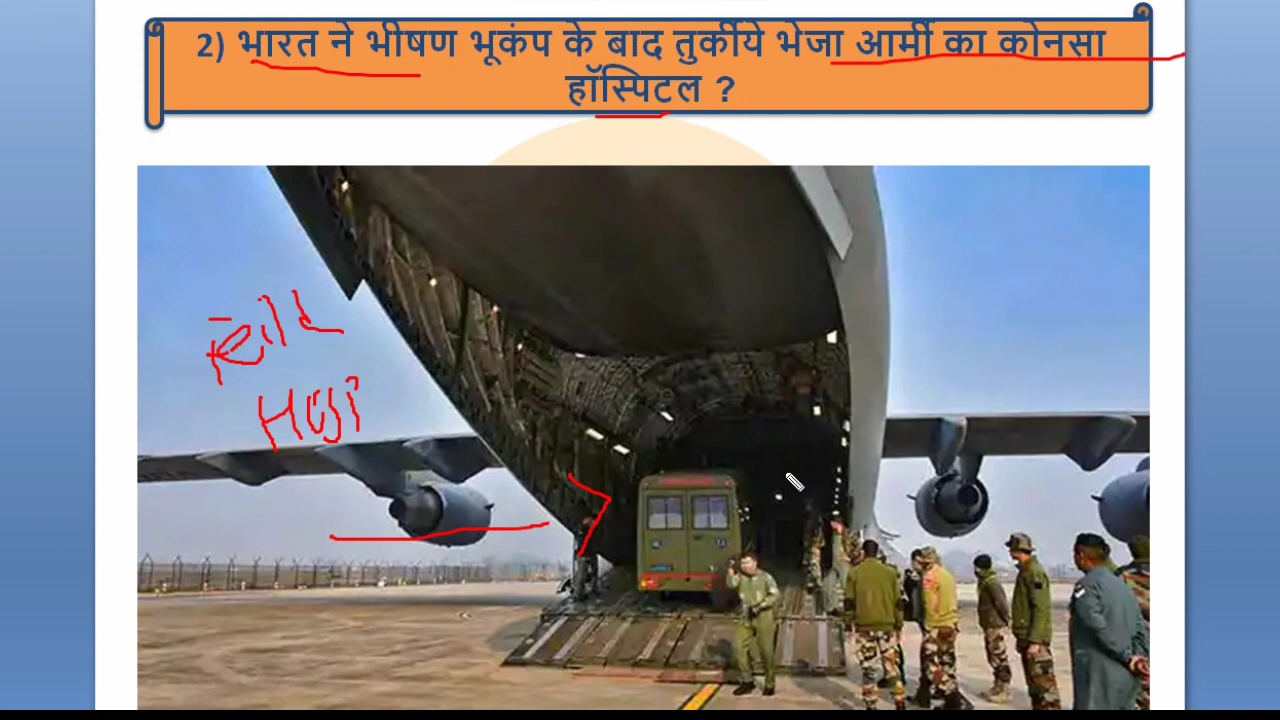 2) भारत ने भीषण भूकंप के बाद तुर्कीये भेजा आर्मी का कोनसा
हॉस्पिटल ?